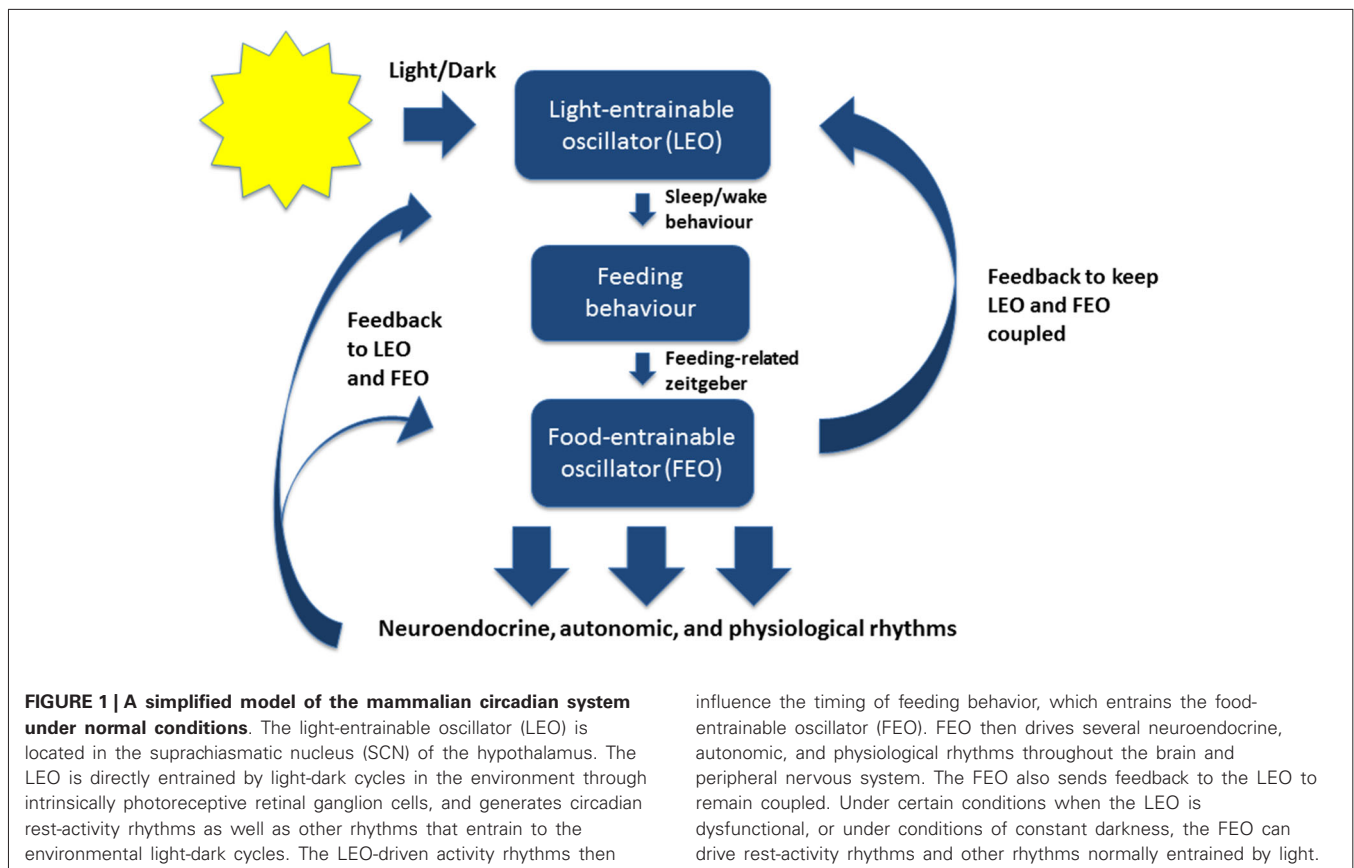 Light/Dark
Light-entrainable
oscillator (LEO)
Sleep/wake
behaviour
Feeding
behaviour
Feedback to keep
LEO and FEO
coupled
Feedback
to LEO
and FEO
Feeding-related
zeitgeber
Food-entrainable
oscillator (FEO)
Neuroendocrine, autonomic, and physiological rhythms
FIGURE 1 | A simplified model of the mammalian circadian system
under normal conditions. The light-entrainable oscillator (LEO) is
located in the suprachiasmatic nucleus (SCN) of the hypothalamus. The
LEO is directly entrained by light-dark cycles in the environment through
intrinsically photoreceptive retinal ganglion cells, and generates circadian
rest-activity rhythms as well as other rhythms that entrain to the
environmental light-dark cycles. The LEO-driven activity rhythms then
influence the timing of feeding behavior, which entrains the food-
entrainable oscillator (FEO). FEO then drives several neuroendocrine,
autonomic, and physiological rhythms throughout the brain and
peripheral nervous system. The FEO also sends feedback to the LEO to
remain coupled. Under certain conditions when the LEO is
dysfunctional, or under conditions of constant darkness, the FEO can
drive rest-activity rhythms and other rhythms normally entrained by light.